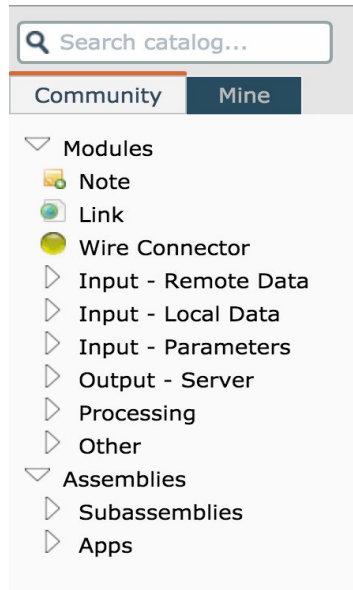 Search catalog...
Community Mine
Modules
Note
Link
Wire Connector
Input - Remote Data
Input - Local Data
Input - Parameters
Output - Server
Processing
Other
Assemblies
Subassemblies
Apps